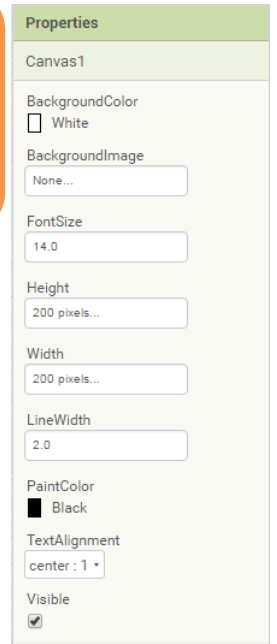 Properties
Canvas1
BackgroundColor
White
BackgroundImage
None...
FontSize
14.0
Height
200 pixels...
Width
200 pixels...
LineWidth
2.0
PaintColor
Black
TextAlignment
center : 1
Visible